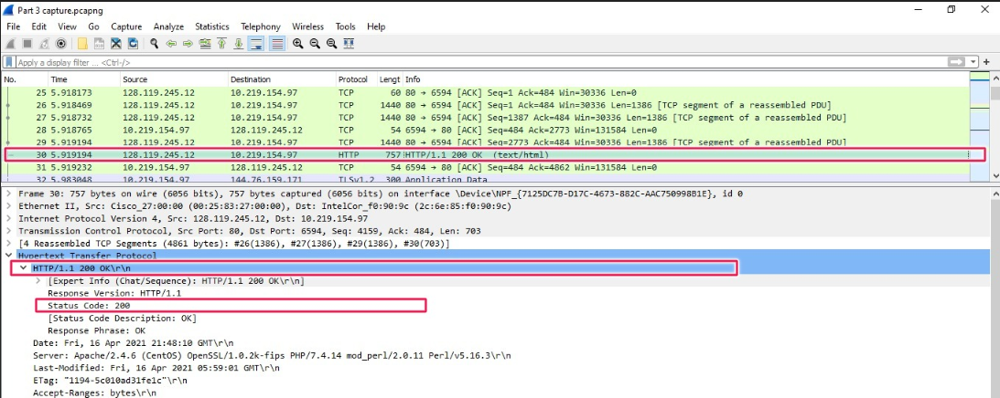 Part 3 capture.pcapng
File Edit View Go Capture Analyze Statistics Telephony Wireless Tools Help
Apply a display filter ... <Ctrl-/>
No. Time Source Destination Protocol Lengt Info
25 5.918173 128.119.245.12 10.219.154.97 TCP 60 80 → 6594 [ACK] Seq=1 Ack=484 Win=30336 Len=0
26 5.918469 128.119.245.12 10.219.154.97 TCP 1440 80 → 6594 [ACK] Seq=1 Ack=484 Win=30336 Len=1386 [TCP segment of a reassembled PDU]
27 5.918732 128.119.245.12 10.219.154.97 TCP 1440 80 → 6594 [ACK] Seq=1387 Ack=484 Win=30336 Len=1386 [TCP segment of a reassembled PDU]
28 5.918765 10.219.154.97 128.119.245.12 TCP 54 6594 → 80 [ACK] Seq=484 Ack=2773 Win=131584 Len=0
29 5.919194 128.119.245.12 10.219.154.97 TCP 1440 80 → 6594 [ACK] Seq=2773 Ack=484 Win=30336 Len=1386 [TCP segment of a reassembled PDU]
30 5.919194 128.119.245.12 10.219.154.97 HTTP 757 HTTP/1.1 200 OK (text/html)
31 5.919232 10.219.154.97 128.119.245.12 TCP 54 6594 → 80 [ACK] Seq=484 Ack=4862 Win=131584 Len=0
32 5.983048 10.219.154.97 144.76.159.171 TLSv1.2 300 Application Data
Frame 30: 757 bytes on wire (6056 bits), 757 bytes captured (6056 bits) on interface \Device\NPF_{7125DC7B-D17C-4673-882C-AAC750998B1E}, id 0
Ethernet II, Src: Cisco_27:00:00 (00:25:83:27:00:00), Dst: IntelCor_f0:90:9c (2c:6e:85:f0:90:9c)
Internet Protocol Version 4, Src: 128.119.245.12, Dst: 10.219.154.97
Transmission Control Protocol, Src Port: 80, Dst Port: 6594, Seq: 4159, Ack: 484, Len: 703
[4 Reassembled TCP Segments (4861 bytes): #26(1386), #27(1386), #29(1386), #30(703)]
Hypertext Transfer Protocol
HTTP/1.1 200 OK\r\n
[Expert Info (Chat/Sequence): HTTP/1.1 200 OK\r\n]
Response Version: HTTP/1.1
Status Code: 200
[Status Code Description: OK]
Response Phrase: OK
Date: Fri, 16 Apr 2021 21:48:10 GMT\r\n
Server: Apache/2.4.6 (CentOS) OpenSSL/1.0.2k-fips PHP/7.4.14 mod_perl/2.0.11 Perl/v5.16.3\r\n
Last-Modified: Fri, 16 Apr 2021 05:59:01 GMT\r\n
ETag: "1194-5c010ad31fe1c"\r\n
Accept-Ranges: bytes\r\n